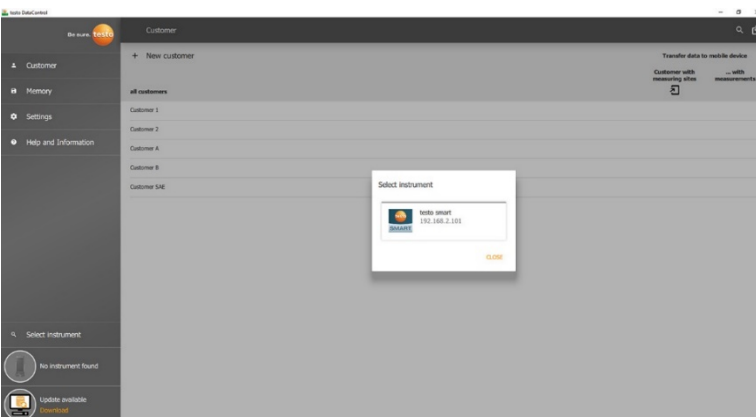 testo DataControl
Be sure. testo
Customer
Customer
Memory
Settings
Help and Information
+ New customer
Transfer data to mobile device
Customer with measuring sites
... with measurements
all customers
Customer 1
Customer 2
Customer A
Customer B
Customer SAE
Select instrument
testo smart
192.168.2.101
SMART
CLOSE
Select instrument
No instrument found
Update available
Download